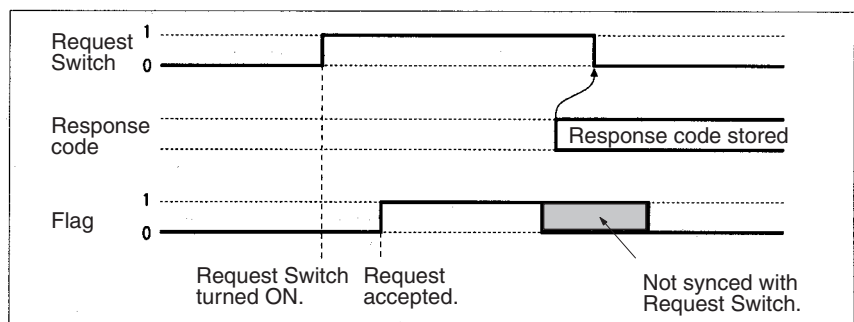 Request
Switch
1
0
Response
code
Response code stored
Flag
1
0
Request Switch
turned ON.
Request
accepted.
Not synced with
Request Switch.